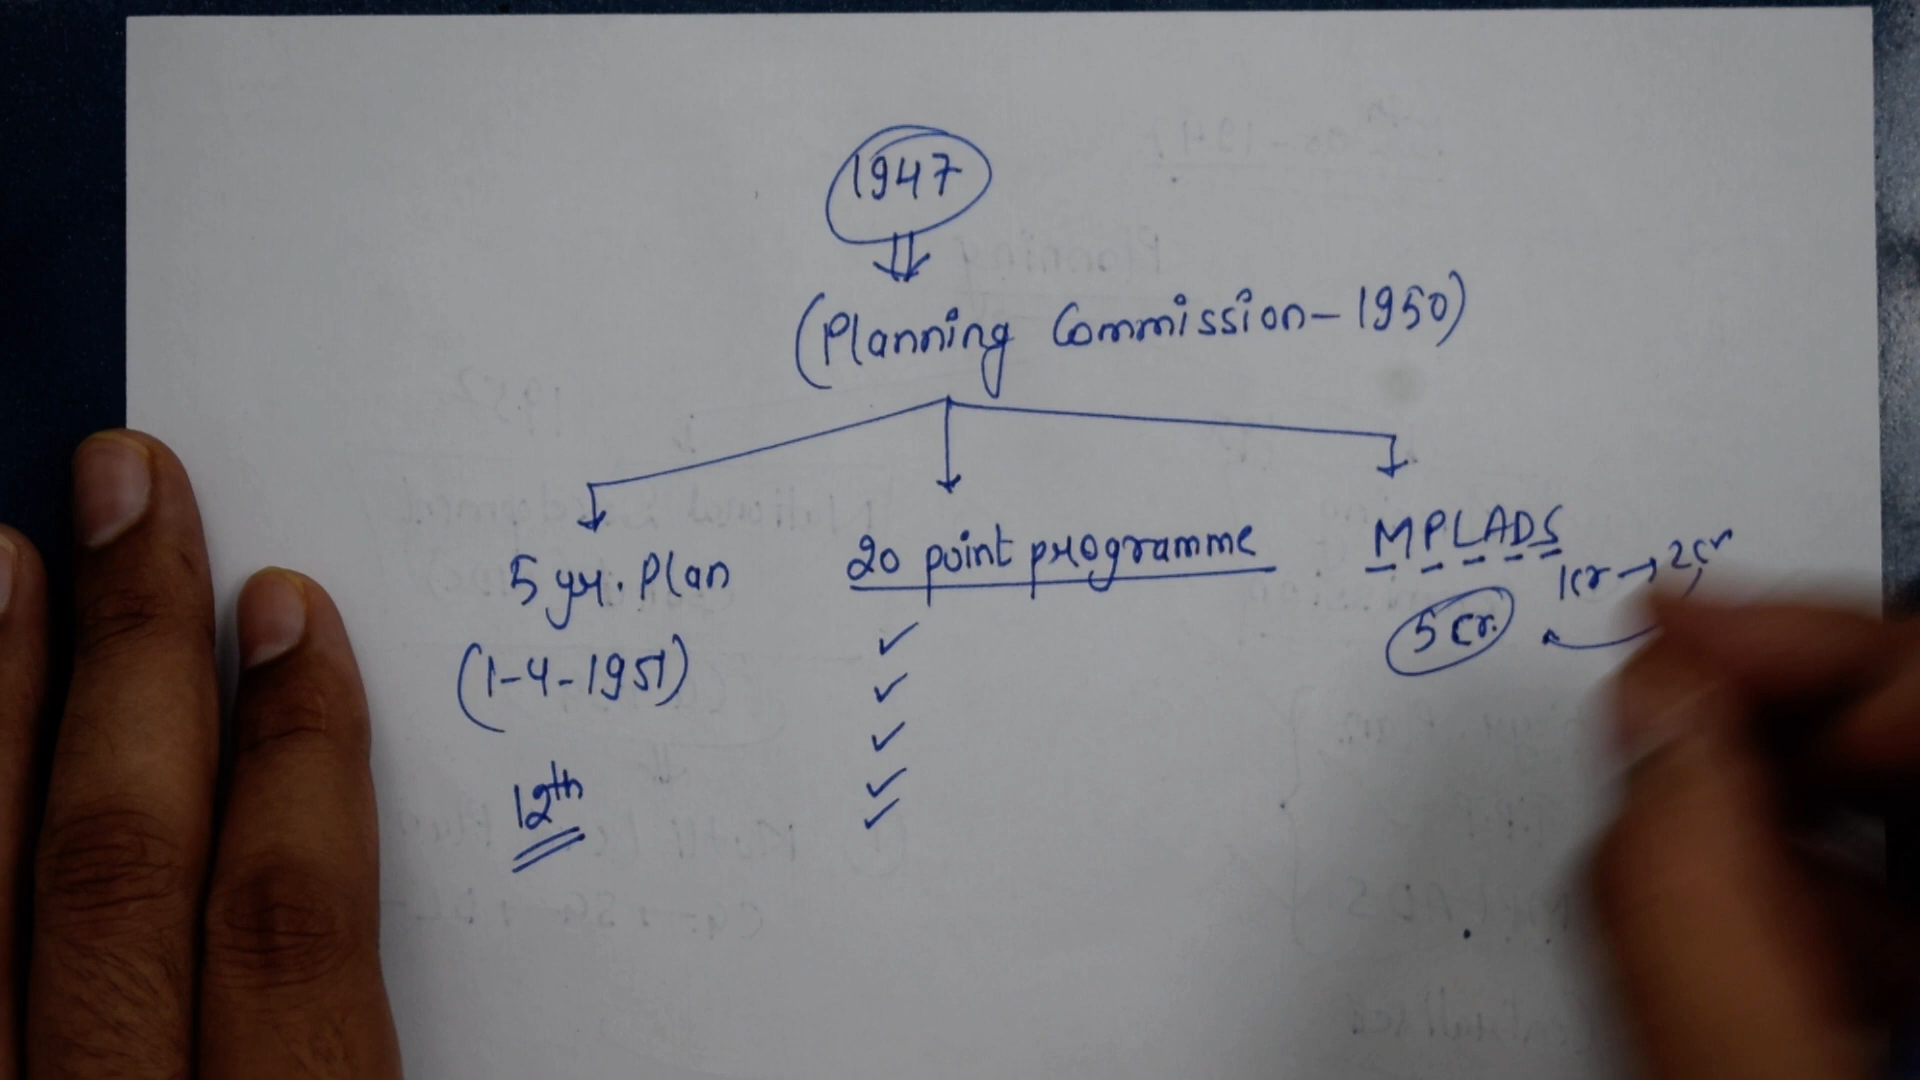 1947
(Planning Commission - 1950)
5 yr. Plan
(1-4-1951)
12th
20 point programme
MPLADS
1cr → 2cr
5 Cr.